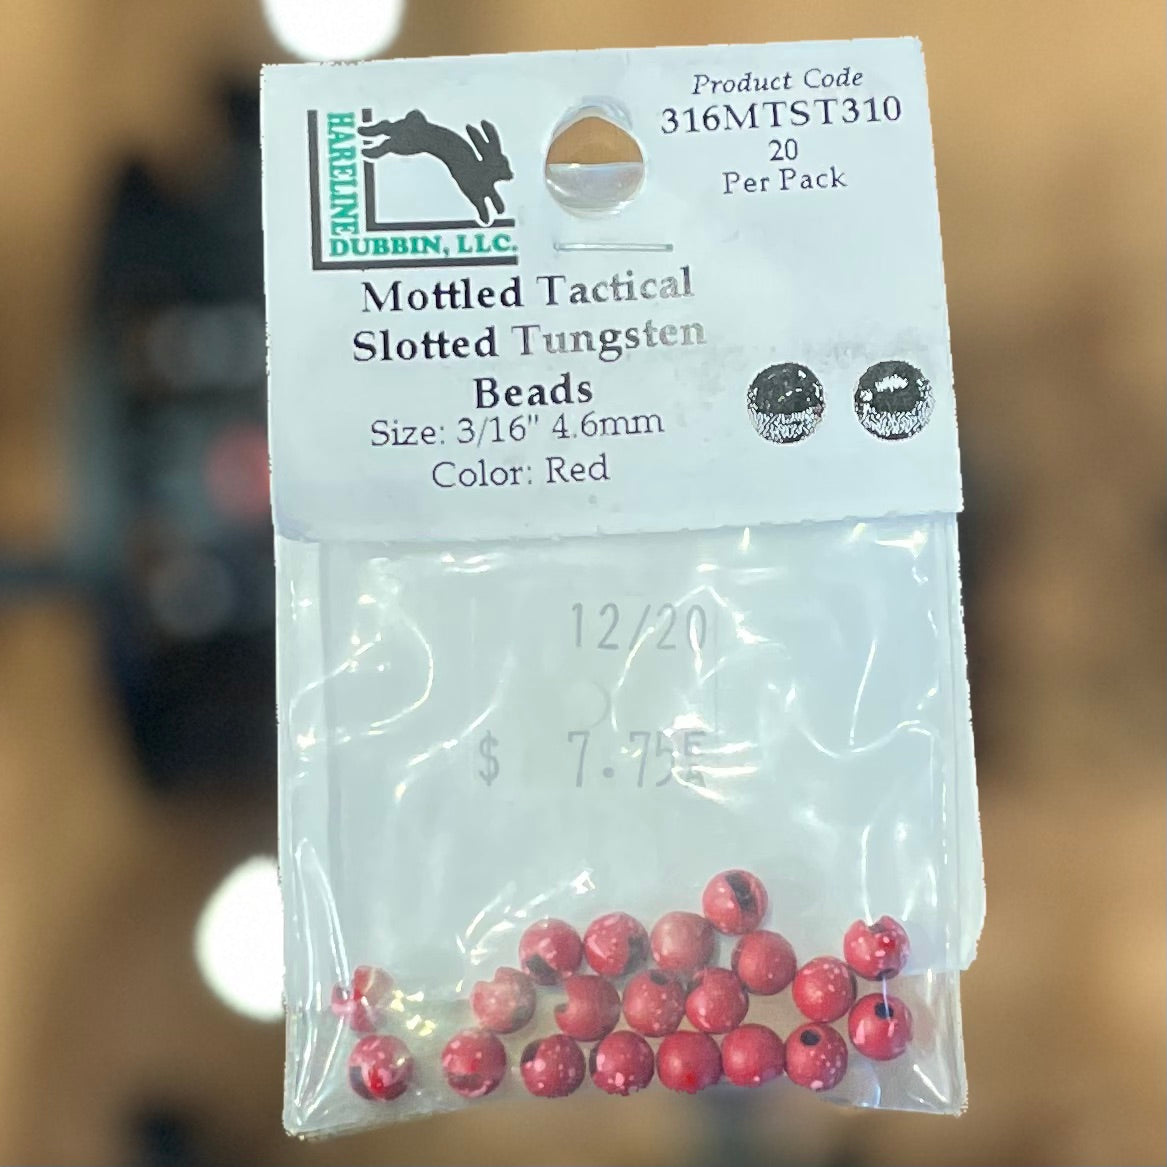 HARELINE
DUBBIN, LLC.
Product Code
316MTST310
20
Per Pack
Mottled Tactical
Slotted Tungsten
Beads
Size: 3/16" 4.6mm
Color: Red
12/20
$ 7.75E